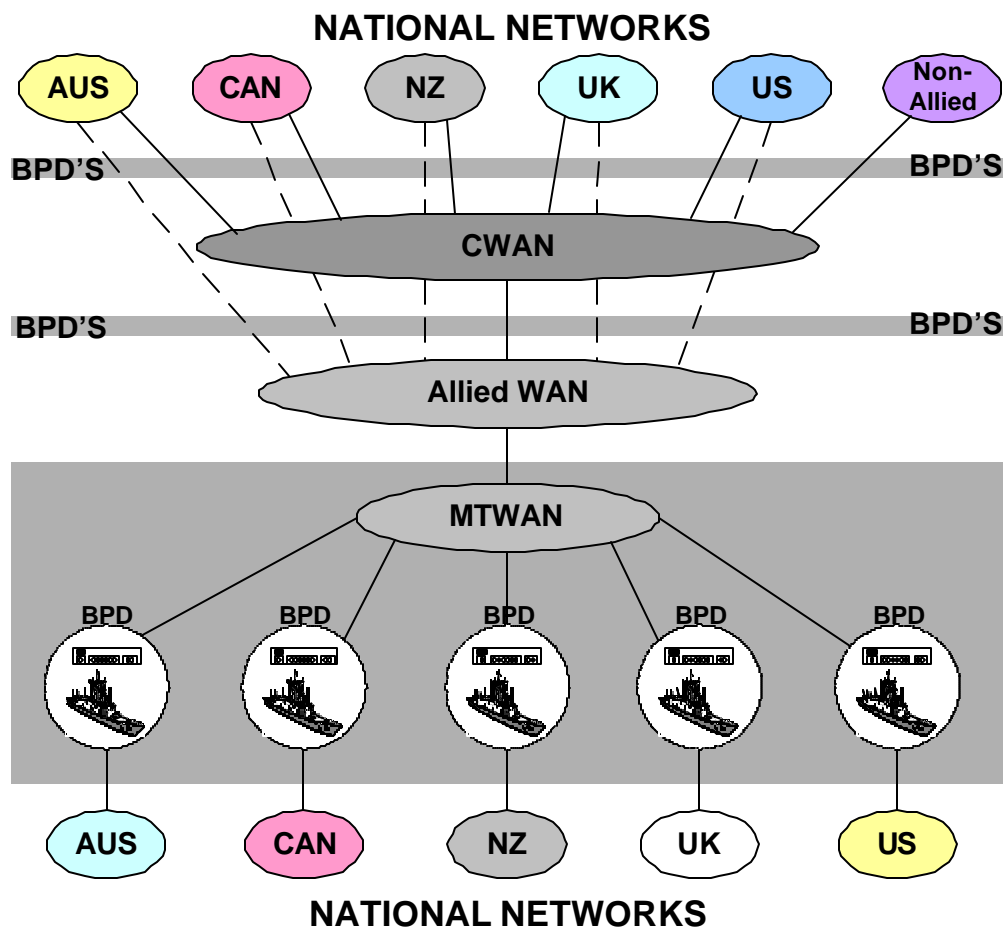 NATIONAL NETWORKS
AUS CAN NZ UK US Non-
Allied
BPD'S BPD'S
CWAN
BPD'S BPD'S
Allied WAN
MTWAN
BPD BPD BPD BPD BPD
AUS CAN NZ UK US
NATIONAL NETWORKS